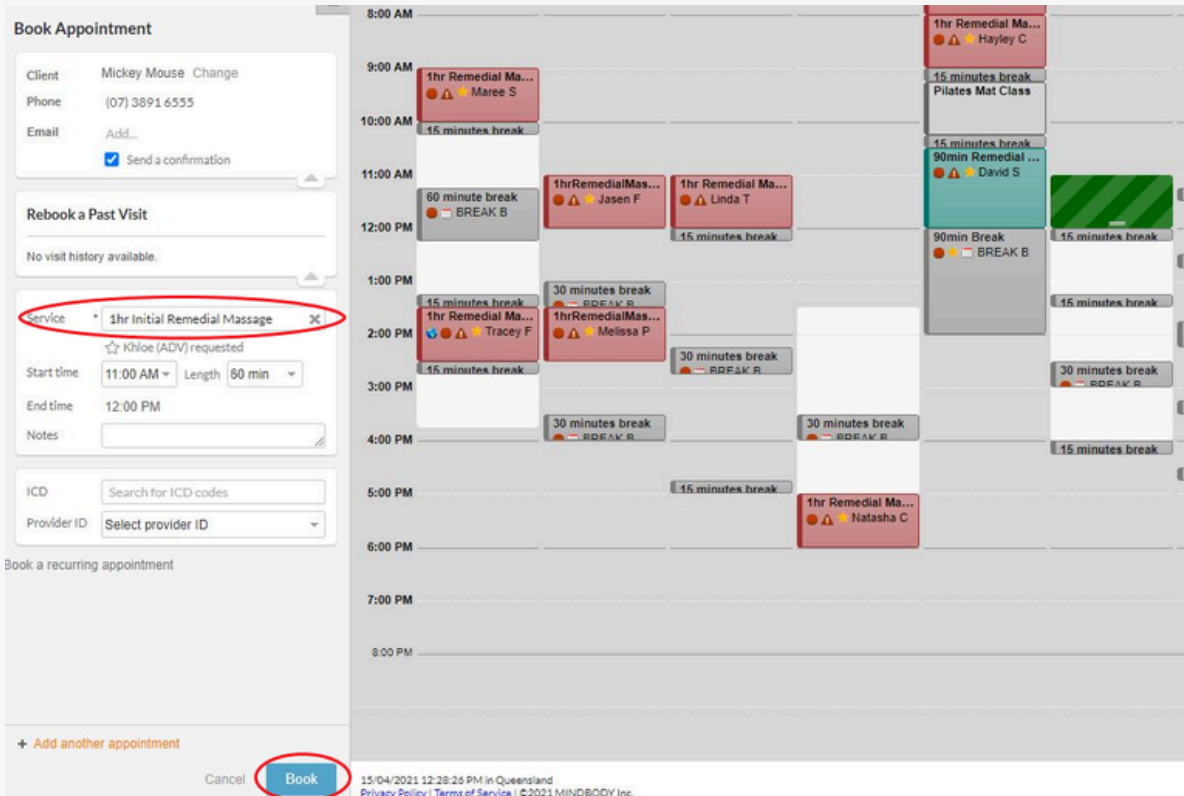 Book Appointment
Client Mickey Mouse Change
Phone (07) 3891 6555
Email Add...
Send a confirmation
Rebook a Past Visit
No visit history available.
Service * 1hr Initial Remedial Massage
Khloe (ADV) requested
Start time 11:00 AM Length 60 min
End time 12:00 PM
Notes
ICD Search for ICD codes
Provider ID Select provider ID
Book a recurring appointment
+ Add another appointment
Cancel Book
8:00 AM
9:00 AM
10:00 AM
11:00 AM
12:00 PM
1:00 PM
2:00 PM
3:00 PM
4:00 PM
5:00 PM
6:00 PM
7:00 PM
8:00 PM
1hr Remedial Ma...
Maree S
15 minutes break
60 minute break
BREAK B
15 minutes break
1hr Remedial Ma...
Tracey F
15 minutes break
1hrRemedialMas...
Jasen F
30 minutes break
BREAK B
1hrRemedialMas...
Melissa P
30 minutes break
BREAK B
1hr Remedial Ma...
Linda T
15 minutes break
30 minutes break
BREAK B
15 minutes break
30 minutes break
BREAK B
1hr Remedial Ma...
Natasha C
1hr Remedial Ma...
Hayley C
15 minutes break
Pilates Mat Class
15 minutes break
90min Remedial ...
David S
90min Break
BREAK B
15 minutes break
15 minutes break
30 minutes break
BREAK B
15 minutes break
15/04/2021 12:28:26 PM in Queensland
Privacy Policy | Terms of Service | ©2021 MINDBODY Inc.